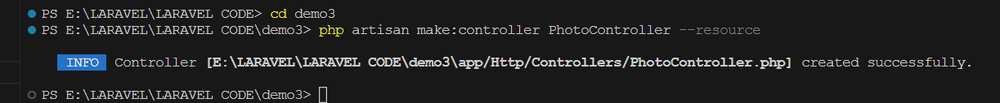 PS E:\LARAVEL\LARAVEL CODE> cd demo3
PS E:\LARAVEL\LARAVEL CODE\demo3> php artisan make:controller PhotoController --resource
INFO Controller [E:\LARAVEL\LARAVEL CODE\demo3\app/Http/Controllers/PhotoController.php] created successfully.
PS E:\LARAVEL\LARAVEL CODE\demo3>